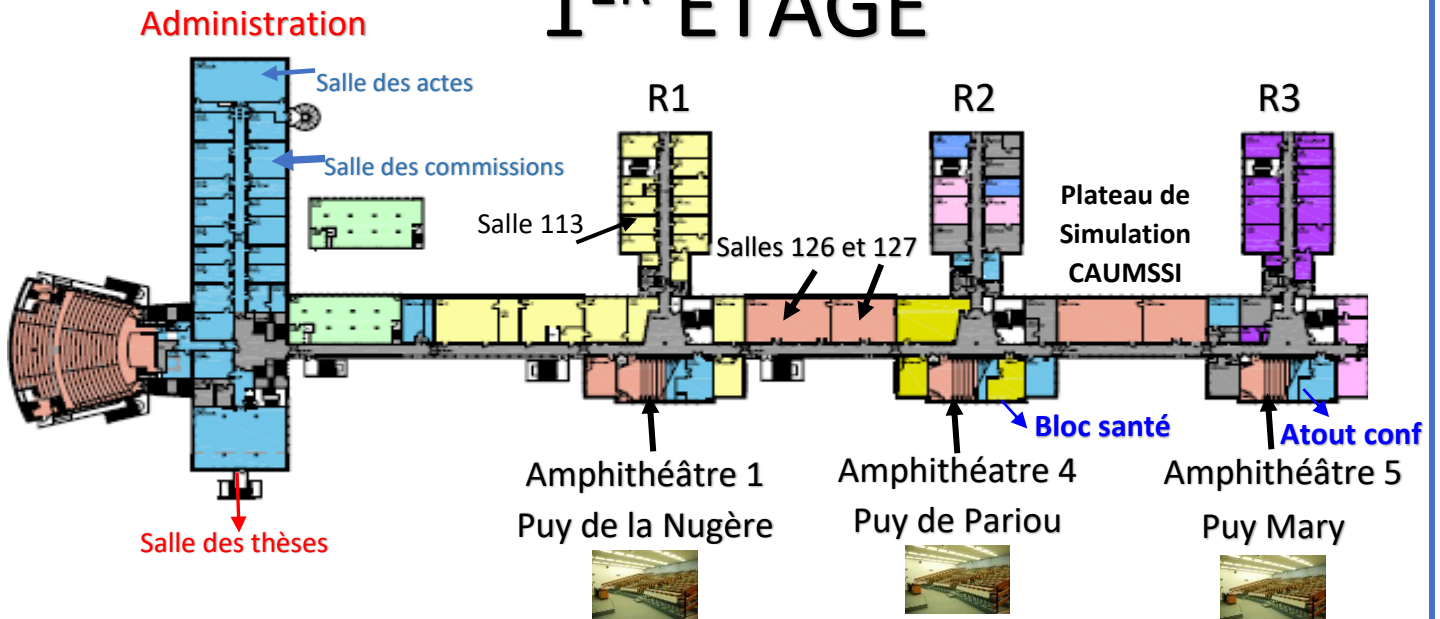 1ER ETAGE
Administration
Salle des actes
R1
R2
R3
Salle des commissions
Plateau de
Simulation
CAUMSSI
Salle 113
Salles 126 et 127
Bloc santé
Atout conf
Amphithéâtre 1
Puy de la Nugère
Amphithéatre 4
Puy de Pariou
Amphithéâtre 5
Puy Mary
Salle des thèses